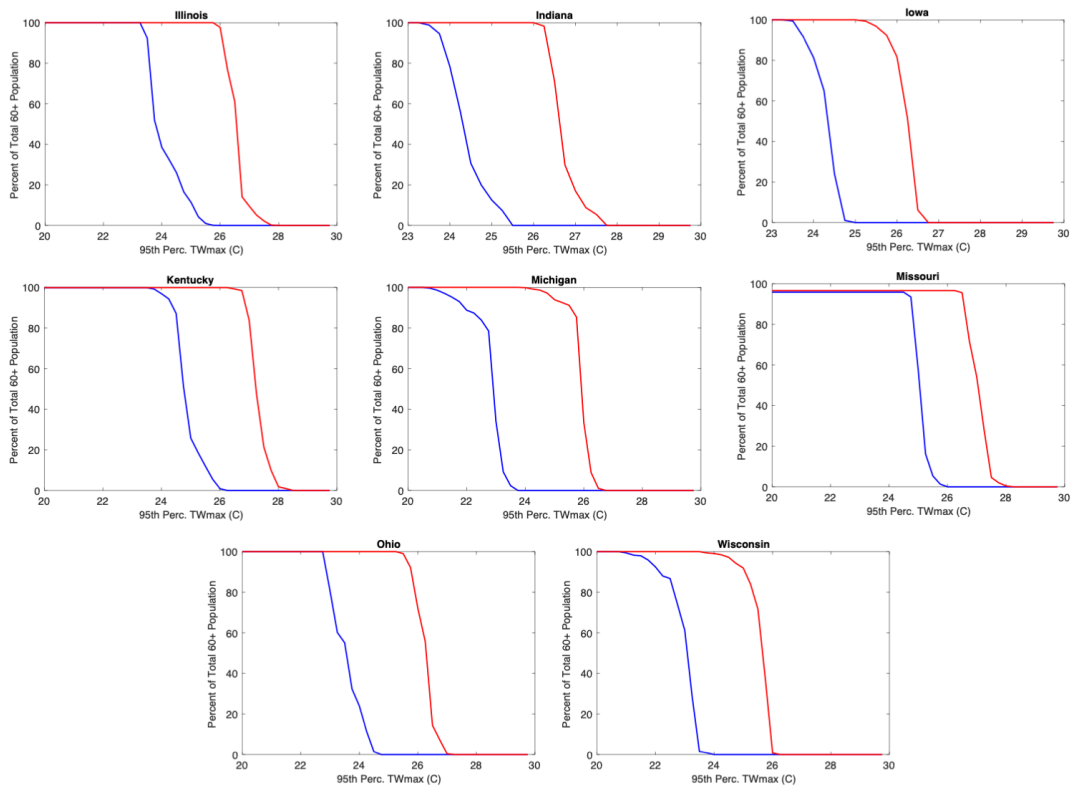 Illinois
Percent of Total 60+ Population
100
80
60
40
20
0
20 22 24 26 28 30
95th Perc. TWmax (C)
Indiana
Percent of Total 60+ Population
100
80
60
40
20
0
23 24 25 26 27 28 29 30
95th Perc. TWmax (C)
Iowa
Percent of Total 60+ Population
100
80
60
40
20
0
23 24 25 26 27 28 29 30
95th Perc. TWmax (C)
Kentucky
Percent of Total 60+ Population
100
80
60
40
20
0
20 22 24 26 28 30
95th Perc. TWmax (C)
Michigan
Percent of Total 60+ Population
100
80
60
40
20
0
20 22 24 26 28 30
95th Perc. TWmax (C)
Missouri
Percent of Total 60+ Population
100
80
60
40
20
0
20 22 24 26 28 30
95th Perc. TWmax (C)
Ohio
Percent of Total 60+ Population
100
80
60
40
20
0
20 22 24 26 28 30
95th Perc. TWmax (C)
Wisconsin
Percent of Total 60+ Population
100
80
60
40
20
0
20 22 24 26 28 30
95th Perc. TWmax (C)